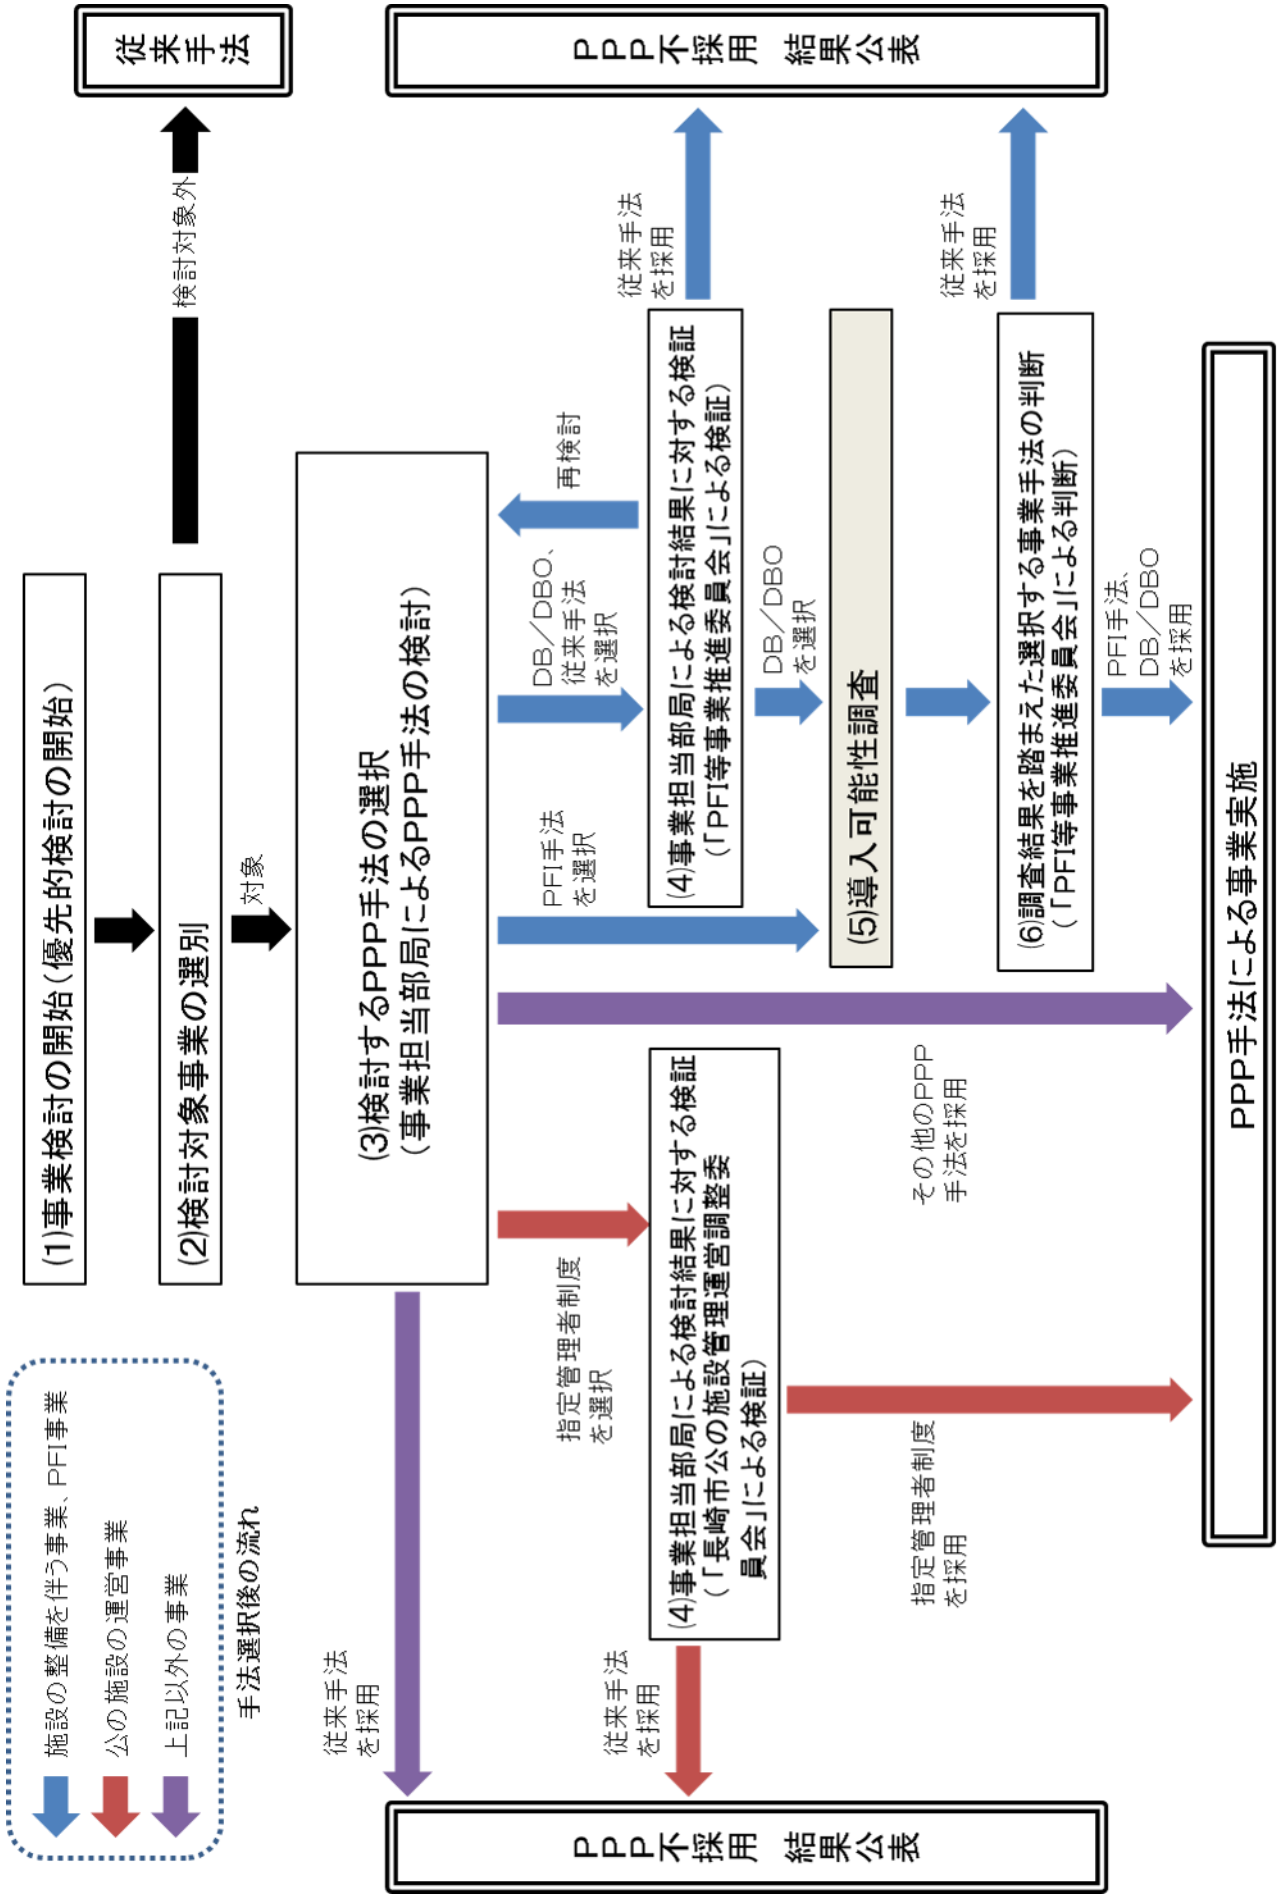 施設の整備を伴う事業、PFI事業
公の施設の運営事業
上記以外の事業
手法選択後の流れ
(1)事業検討の開始（優先的検討の開始）
(2)検討対象事業の選別
検討対象外
従来手法
対象
(3)検討するPPP手法の選択
（事業担当部局によるPPP手法の検討）
従来手法
を採用
指定管理者制度
を選択
PFI手法
を選択
DB／DBO、
従来手法
を選択
再検討
(4)事業担当部局による検討結果に対する検証
（「長崎市公の施設管理運営調整委
員会」による検証）
(4)事業担当部局による検討結果に対する検証
（「PFI等事業推進委員会」による検証）
従来手法
を採用
従来手法
を採用
DB／DBO
を選択
(5)導入可能性調査
指定管理者制度
を採用
その他のPPP
手法を採用
(6)調査結果を踏まえた選択する事業手法の判断
（「PFI等事業推進委員会」による判断）
従来手法
を採用
PFI手法、
DB／DBO
を採用
PPP不採用　結果公表
PPP不採用　結果公表
PPP手法による事業実施